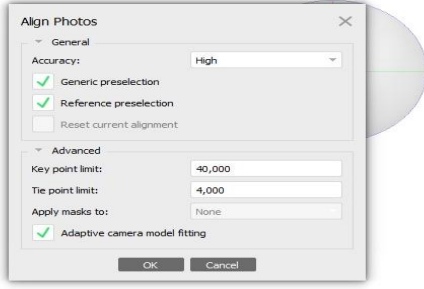 Align Photos
General
Accuracy: High
Generic preselection
Reference preselection
Reset current alignment
Advanced
Key point limit: 40,000
Tie point limit: 4,000
Apply masks to: None
Adaptive camera model fitting
OK Cancel